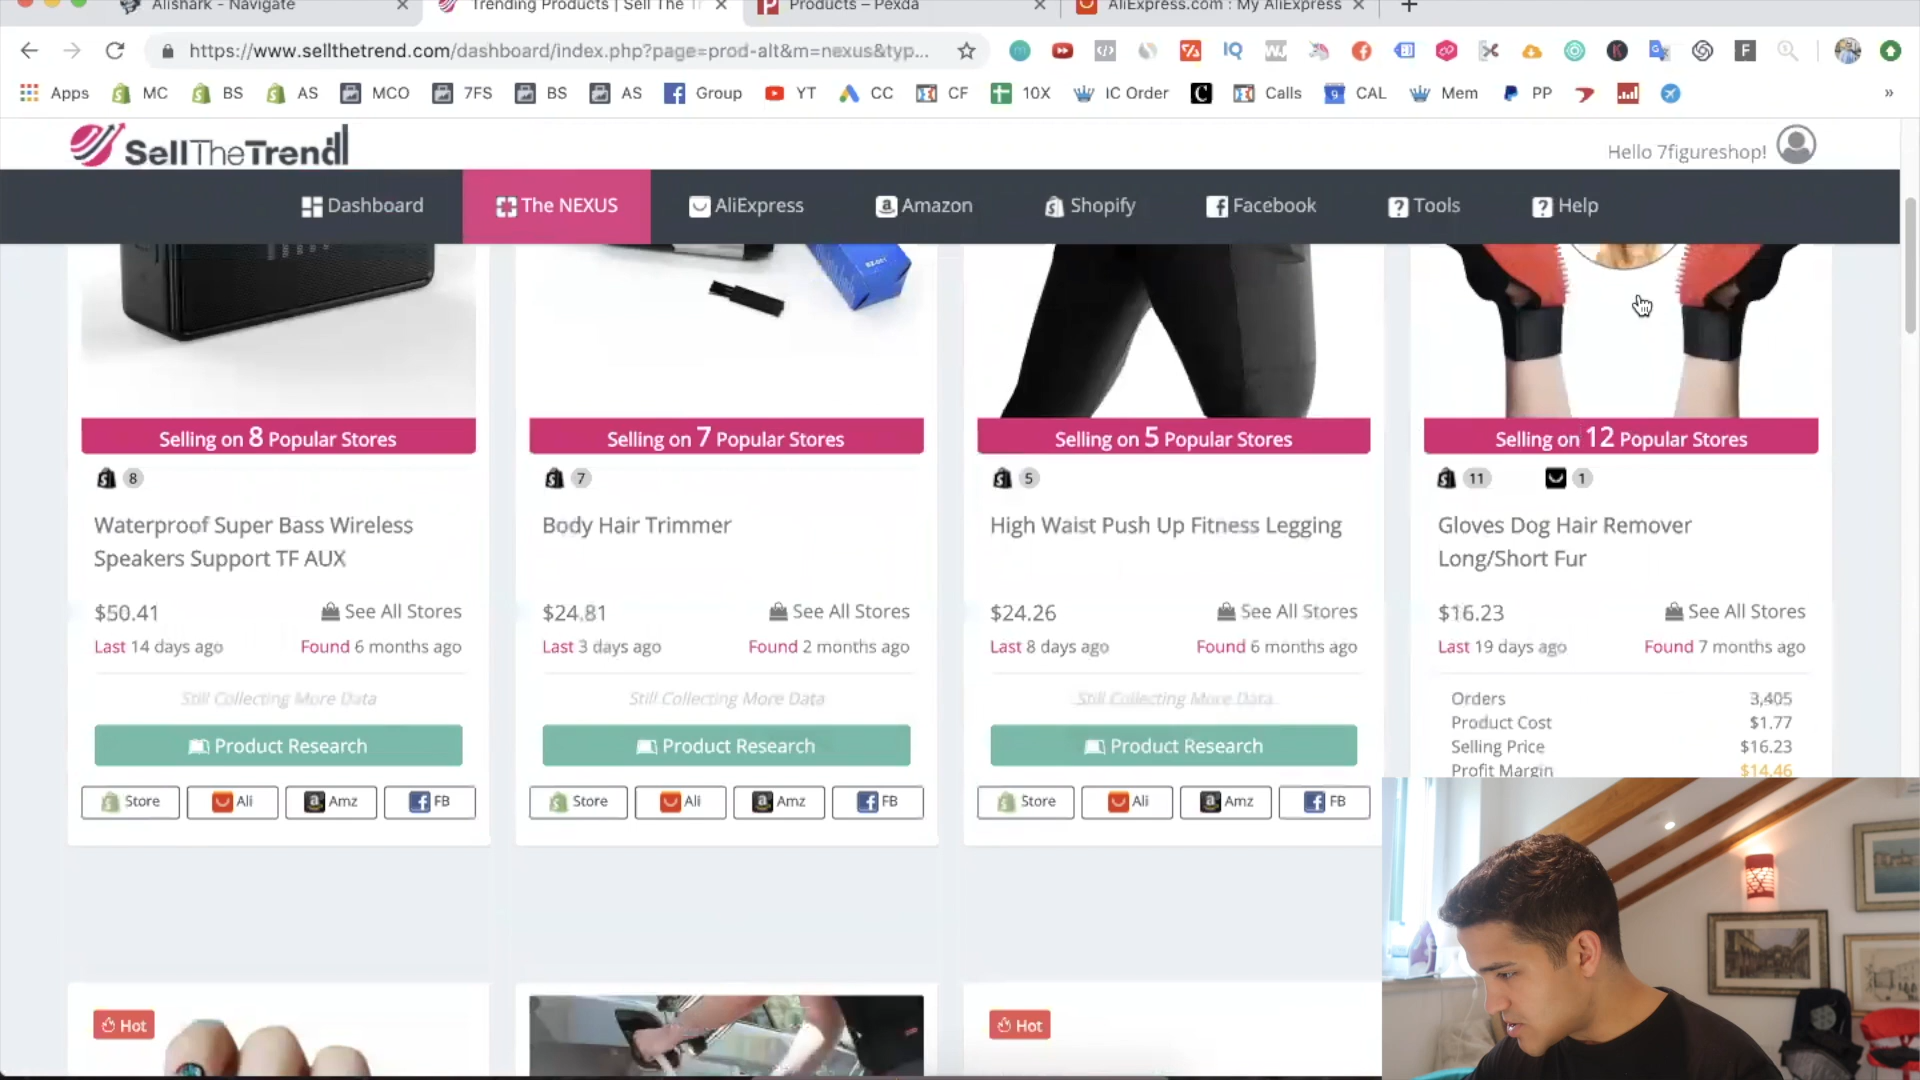 Alishark - Navigate
Trending Products | Sell The Tr
Products – Pexda
AliExpress.com : My AliExpress
https://www.sellthetrend.com/dashboard/index.php?page=prod-alt&m=nexus&typ...
Apps MC BS AS MCO 7FS BS AS Group YT CC CF 10X IC Order Calls CAL Mem PP »
SellTheTrend
Hello 7figureshop!
Dashboard The NEXUS AliExpress Amazon Shopify Facebook Tools Help
Selling on 8 Popular Stores
8
Waterproof Super Bass Wireless
Speakers Support TF AUX
$50.41 See All Stores
Last 14 days ago Found 6 months ago
Still Collecting More Data
Product Research
Store Ali Amz FB
Selling on 7 Popular Stores
7
Body Hair Trimmer
$24.81 See All Stores
Last 3 days ago Found 2 months ago
Still Collecting More Data
Product Research
Store Ali Amz FB
Selling on 5 Popular Stores
5
High Waist Push Up Fitness Legging
$24.26 See All Stores
Last 8 days ago Found 6 months ago
Still Collecting More Data
Product Research
Store Ali Amz FB
Selling on 12 Popular Stores
11 1
Gloves Dog Hair Remover
Long/Short Fur
$16.23 See All Stores
Last 19 days ago Found 7 months ago
Orders 3,405
Product Cost $1.77
Selling Price $16.23
Profit Margin $14.46
Hot
Hot